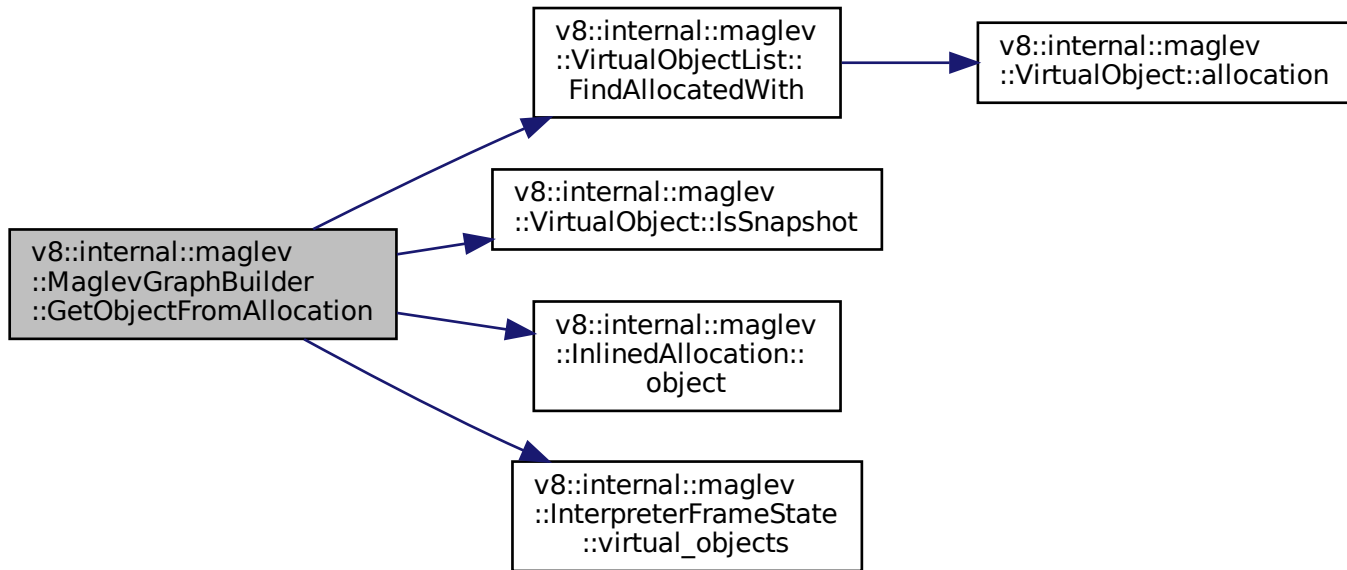 v8::internal::maglev
::MaglevGraphBuilder
::GetObjectFromAllocation
v8::internal::maglev
::VirtualObjectList::
FindAllocatedWith
v8::internal::maglev
::VirtualObject::allocation
v8::internal::maglev
::VirtualObject::IsSnapshot
v8::internal::maglev
::InlinedAllocation::
object
v8::internal::maglev
::InterpreterFrameState
::virtual_objects